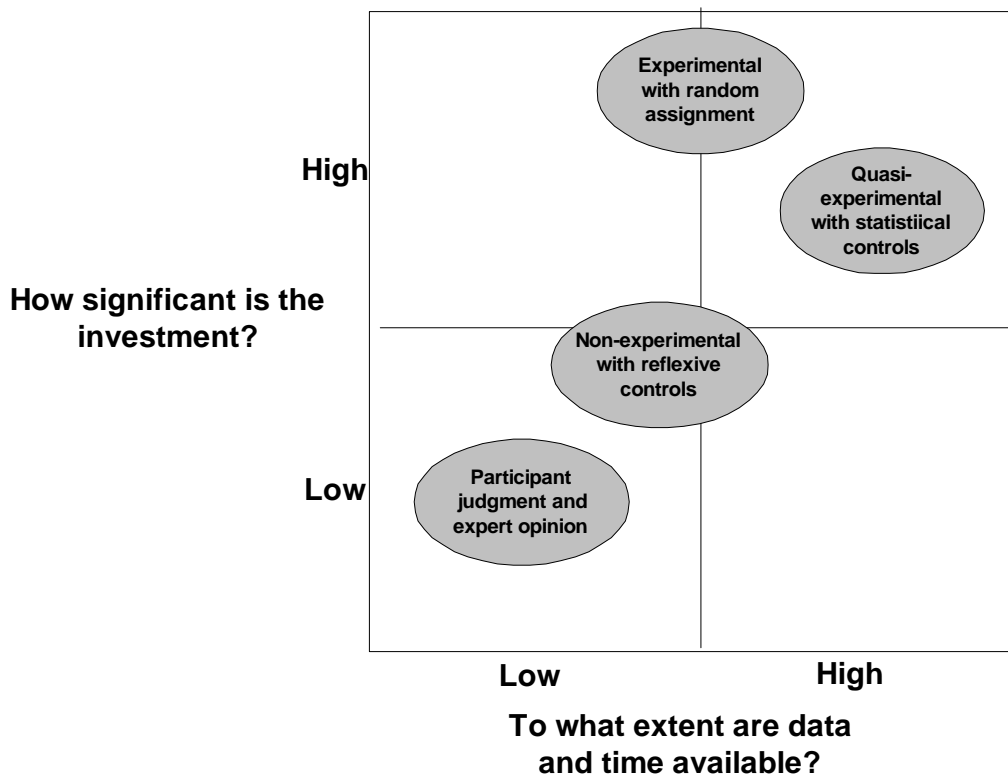 Experimental
with random
assignment
High
Quasi-
experimental
with statistiical
controls
How significant is the
investment?
Non-experimental
with reflexive
controls
Low
Participant
judgment and
expert opinion
Low
High
To what extent are data
and time available?